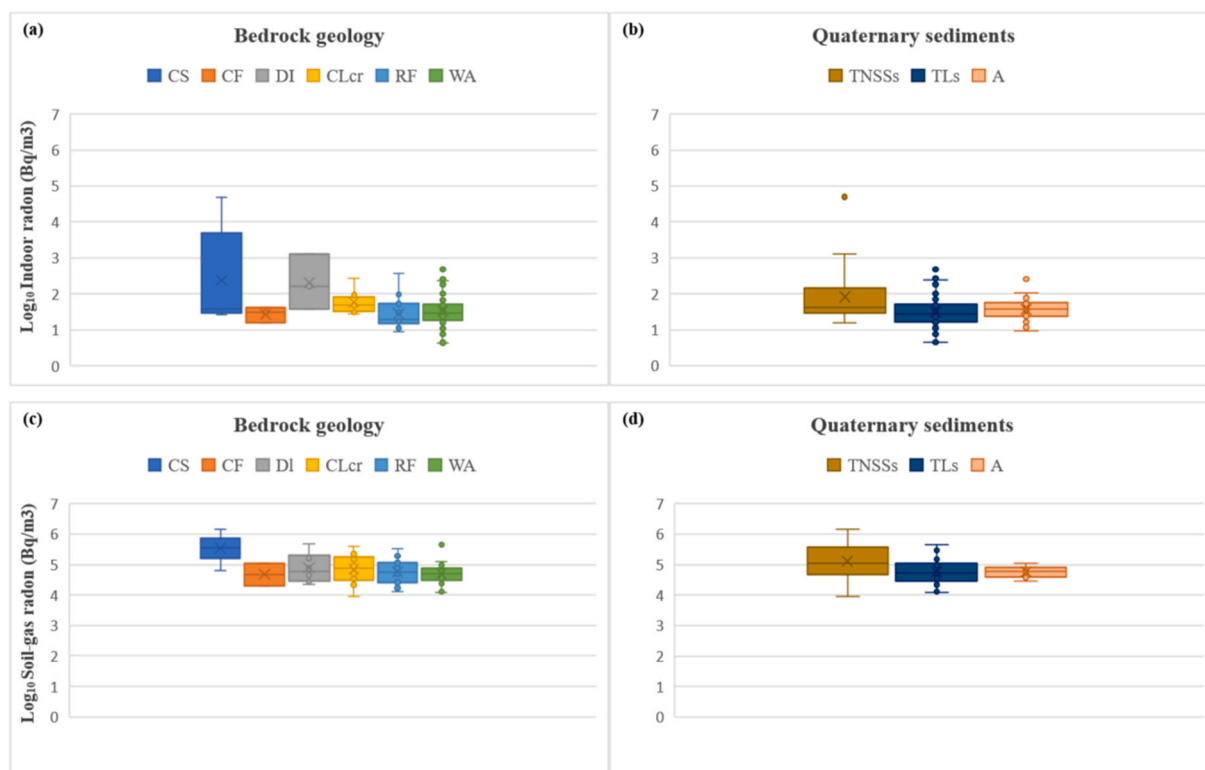 (a)
Bedrock geology
CS CF DI CLcr RF WA
Log10 Indoor radon (Bq/m3)
7
6
5
4
3
2
1
0
(b)
Quaternary sediments
TNSSs TLs A
7
6
5
4
3
2
1
0
(c)
Bedrock geology
CS CF DI CLcr RF WA
Log10 Soil-gas radon (Bq/m3)
7
6
5
4
3
2
1
0
(d)
Quaternary sediments
TNSSs TLs A
7
6
5
4
3
2
1
0